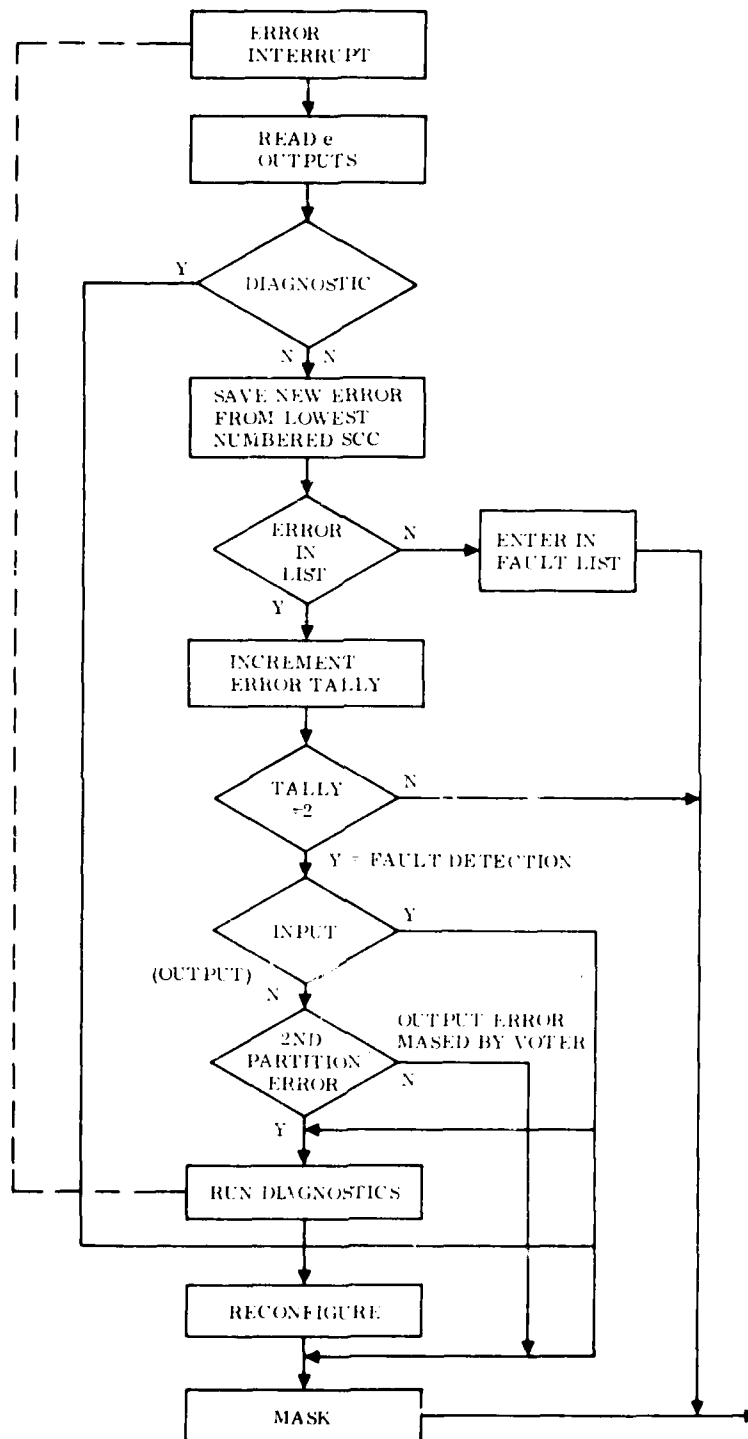 ERROR
INTERRUPT
READ e
OUTPUTS
Y
DIAGNOSTIC
N N
SAVE NEW ERROR
FROM LOWEST
NUMBERED SCC
ERROR
IN
LIST
N
ENTER IN
FAULT LIST
Y
INCREMENT
ERROR TALLY
TALLY
=2
N
Y = FAULT DETECTION
INPUT
Y
(OUTPUT)
N
2ND
PARTITION
ERROR
OUTPUT ERROR
MASED BY VOTER
N
Y
RUN DIAGNOSTICS
RECONFIGURE
MASK